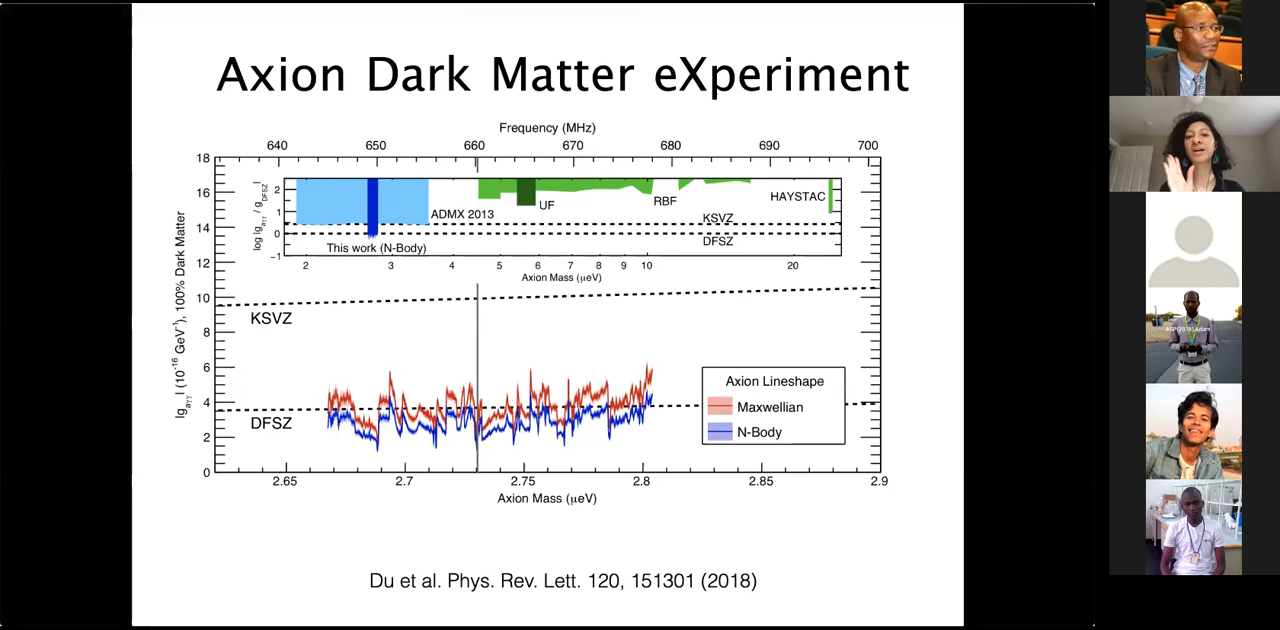 Axion Dark Matter eXperiment
Frequency (MHz)
640 650 660 670 680 690 700
18
16
14
12
10
8
6
4
2
0
|g_aγγ| (10^-16 GeV^-1), 100% Dark Matter
log |g_aγγ / g_DFSZ|
2
1
0
-1
ADMX 2013
UF
RBF
HAYSTAC
KSVZ
DFSZ
This work (N-Body)
2 3 4 5 6 7 8 9 10 20
Axion Mass (μeV)
KSVZ
DFSZ
Axion Lineshape
Maxwellian
N-Body
2.65 2.7 2.75 2.8 2.85 2.9
Axion Mass (μeV)
Du et al. Phys. Rev. Lett. 120, 151301 (2018)